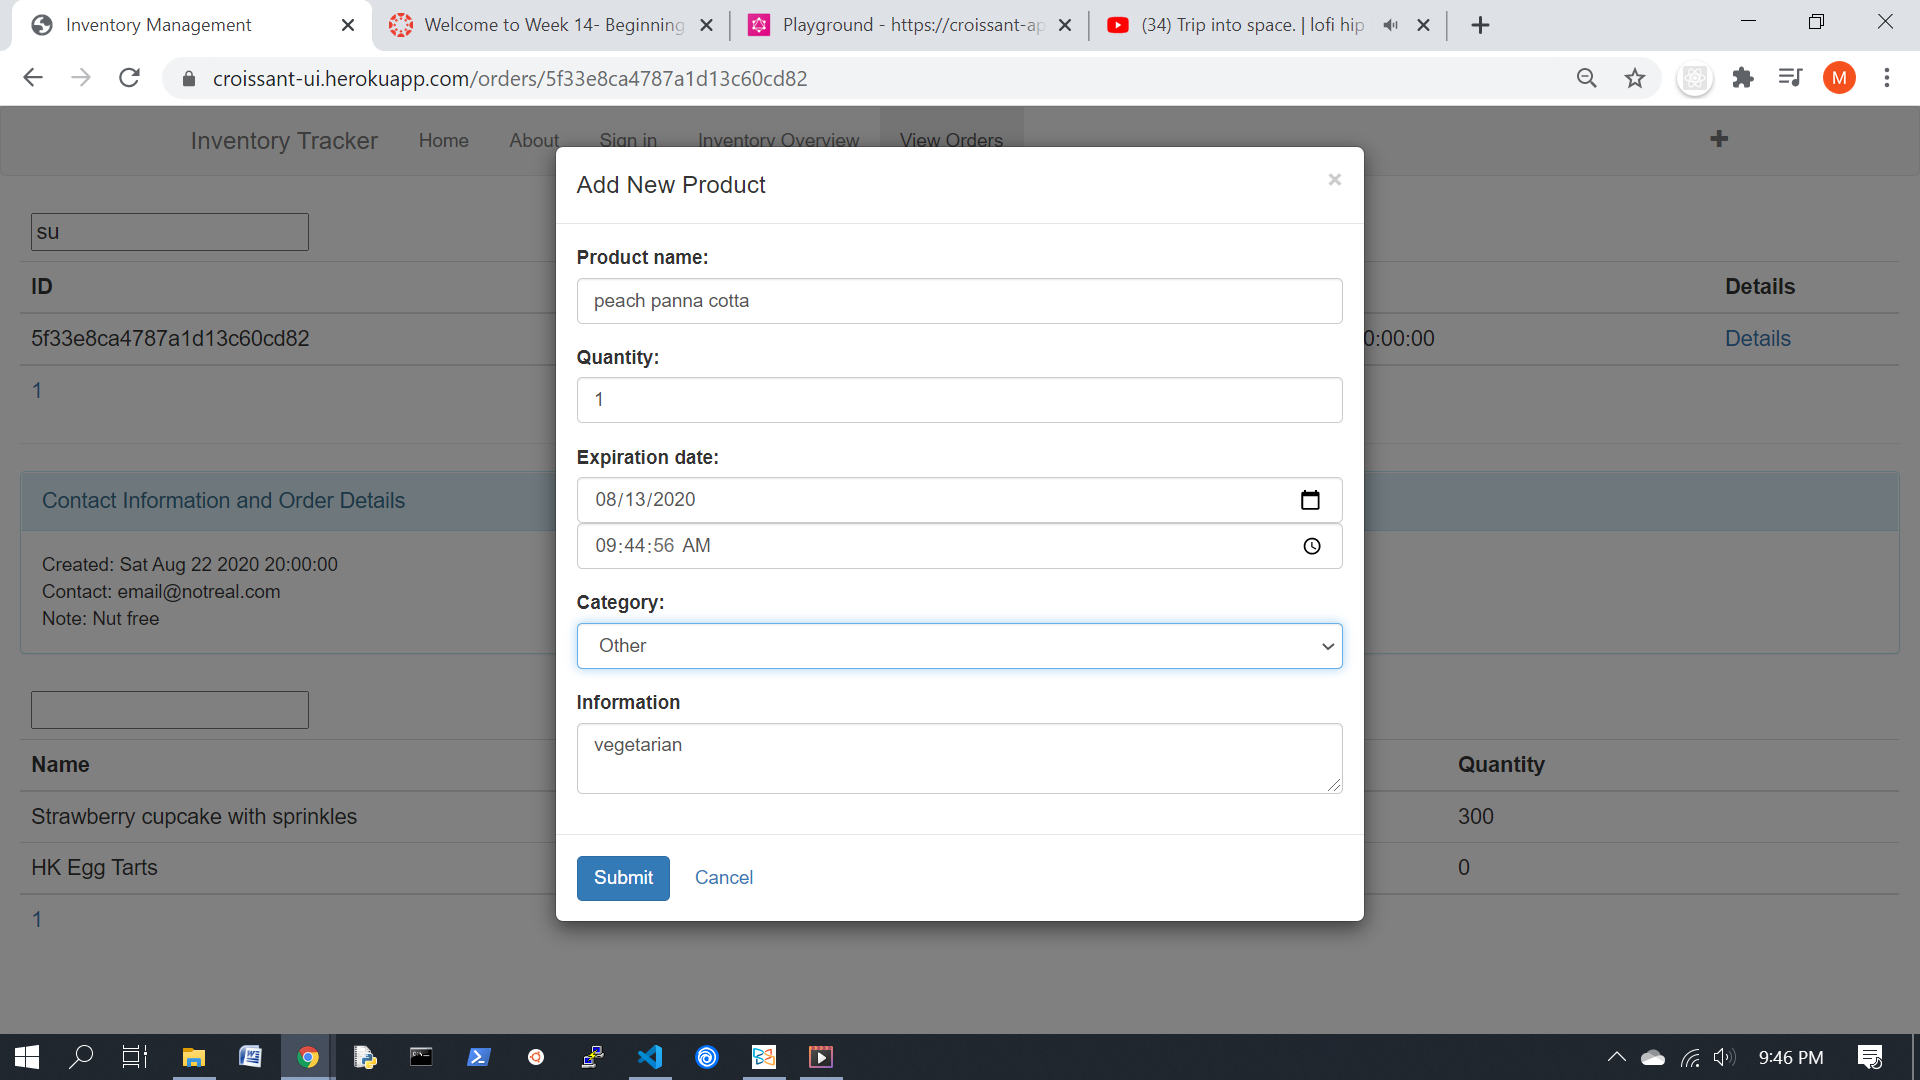 Inventory Management
Welcome to Week 14- Beginning
Playground - https://croissant-ap
(34) Trip into space. | lofi hip
croissant-ui.herokuapp.com/orders/5f33e8ca4787a1d13c60cd82
M
Inventory Tracker Home About Sign in Inventory Overview View Orders
Add New Product ×
su
Product name:
ID Details
peach panna cotta
5f33e8ca4787a1d13c60cd82 0:00:00 Details
Quantity:
1
1
Expiration date:
Contact Information and Order Details
08/13/2020
09:44:56 AM
Created: Sat Aug 22 2020 20:00:00
Contact: email@notreal.com
Note: Nut free
Category:
Other
Information
vegetarian
Name Quantity
Strawberry cupcake with sprinkles 300
HK Egg Tarts 0
Submit Cancel
1
9:46 PM